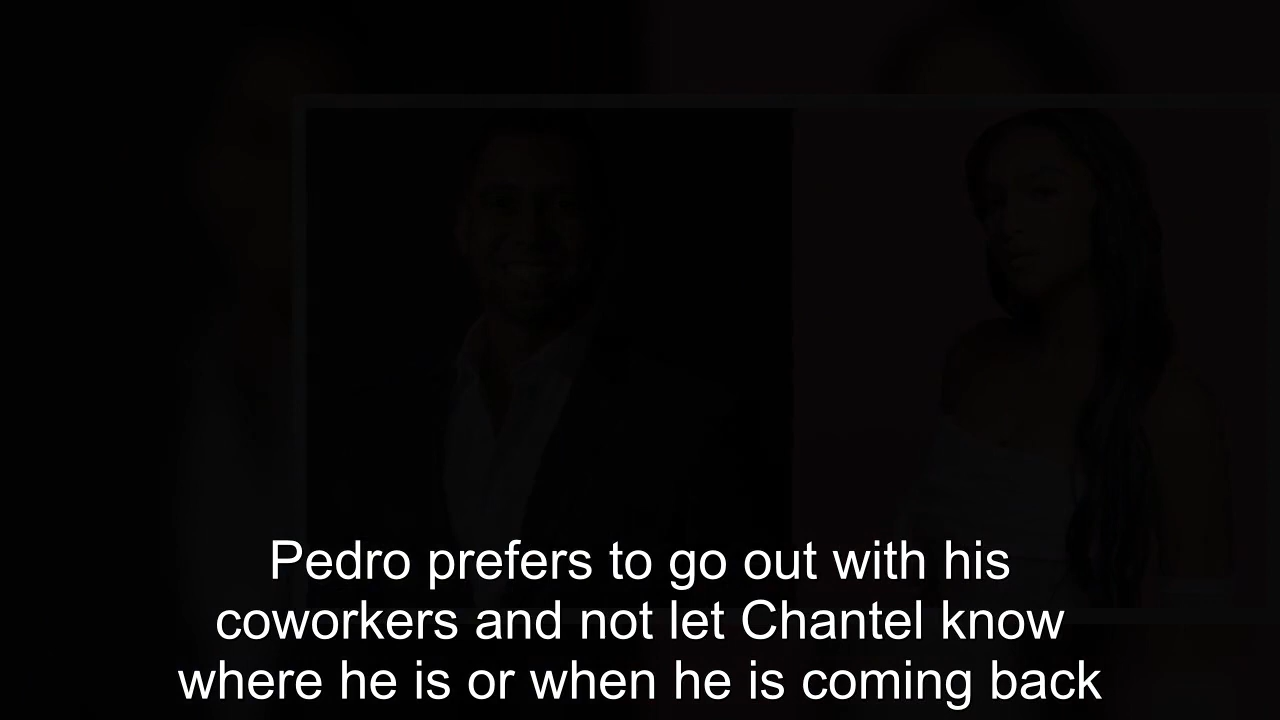 Pedro prefers to go out with his
coworkers and not let Chantel know
where he is or when he is coming back